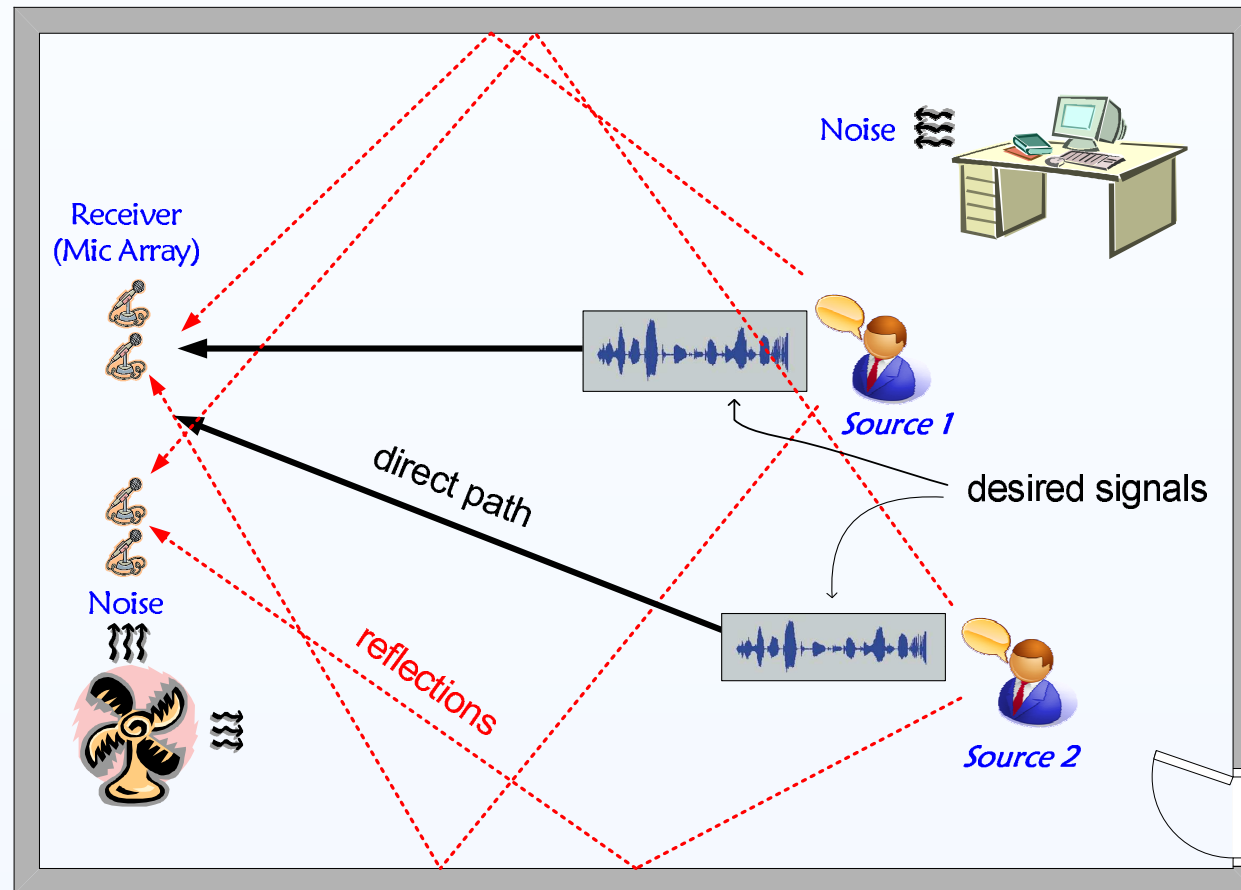 Noise
Receiver
(Mic Array)
Source 1
direct path
desired signals
Noise
reflections
Source 2